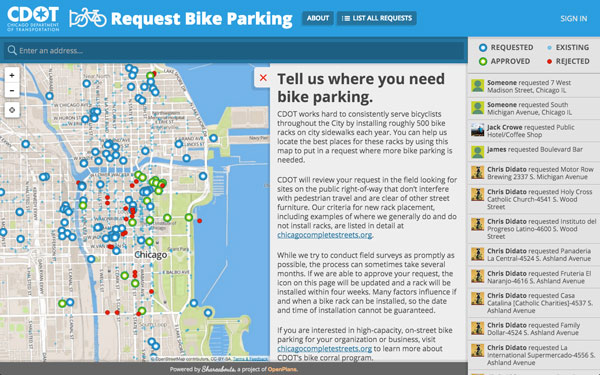 CDOT
CHICAGO DEPARTMENT
OF TRANSPORTATION
Request Bike Parking
ABOUT
LIST ALL REQUESTS
SIGN IN
Enter an address...
REQUESTED
EXISTING
APPROVED
REJECTED
Chicago
Tell us where you need
bike parking.
CDOT works hard to consistently serve bicyclists
throughout the City by installing roughly 500 bike
racks on city sidewalks each year. You can help us
locate the best places for these racks by using this
map to put in a request where more bike parking is
needed.
CDOT will review your request in the field looking for
sites on the public right-of-way that don't interfere
with pedestrian travel and are clear of other street
furniture. Our criteria for new rack placement,
including examples of where we generally do and do
not install racks, are listed in detail at
chicagocompletestreets.org.
While we try to conduct field surveys as promptly as
possible, the process can sometimes take several
months. If we are able to approve your request, the
icon on this page will be updated and a rack will be
installed within four weeks. Many factors influence if
and when a bike rack can be installed, so the date
and time of installation cannot be guaranteed.
If you are interested in high-capacity, on-street bike
parking for your organization or business, visit
chicagocompletestreets.org to learn more about
CDOT's bike corral program.
Someone requested 7 West
Madison Street, Chicago IL
Someone requested South
Michigan Avenue, Chicago IL
Jack Crowe requested Public
Hotel/Coffee Shop
james requested Boulevard Bar
Chris Didato requested Motor Row
Brewing 2337 S. Michigan Avenue
Chris Didato requested Holy Cross
Catholic Church-4541 S. Wood
Street
Chris Didato requested Instituto del
Progreso Latino-4600 S. Wood
Street
Chris Didato requested Panaderia
La Central-4524 S. Ashland Avenue
Chris Didato requested Fruteria El
Naranjo-4616 S. Ashland Avenue
Chris Didato requested Casa
Catalina [Catholic Charities]-4537 S.
Ashland Avenue
Chris Didato requested Family
Dollar-4524 S. Ashland Avenue
Chris Didato requested La
International Supermercado-4556 S.
Ashland Avenue
© OpenStreetMap contributors, CC-BY-SA. Terms & Feedback
Powered by Shareabouts, a project of OpenPlans.